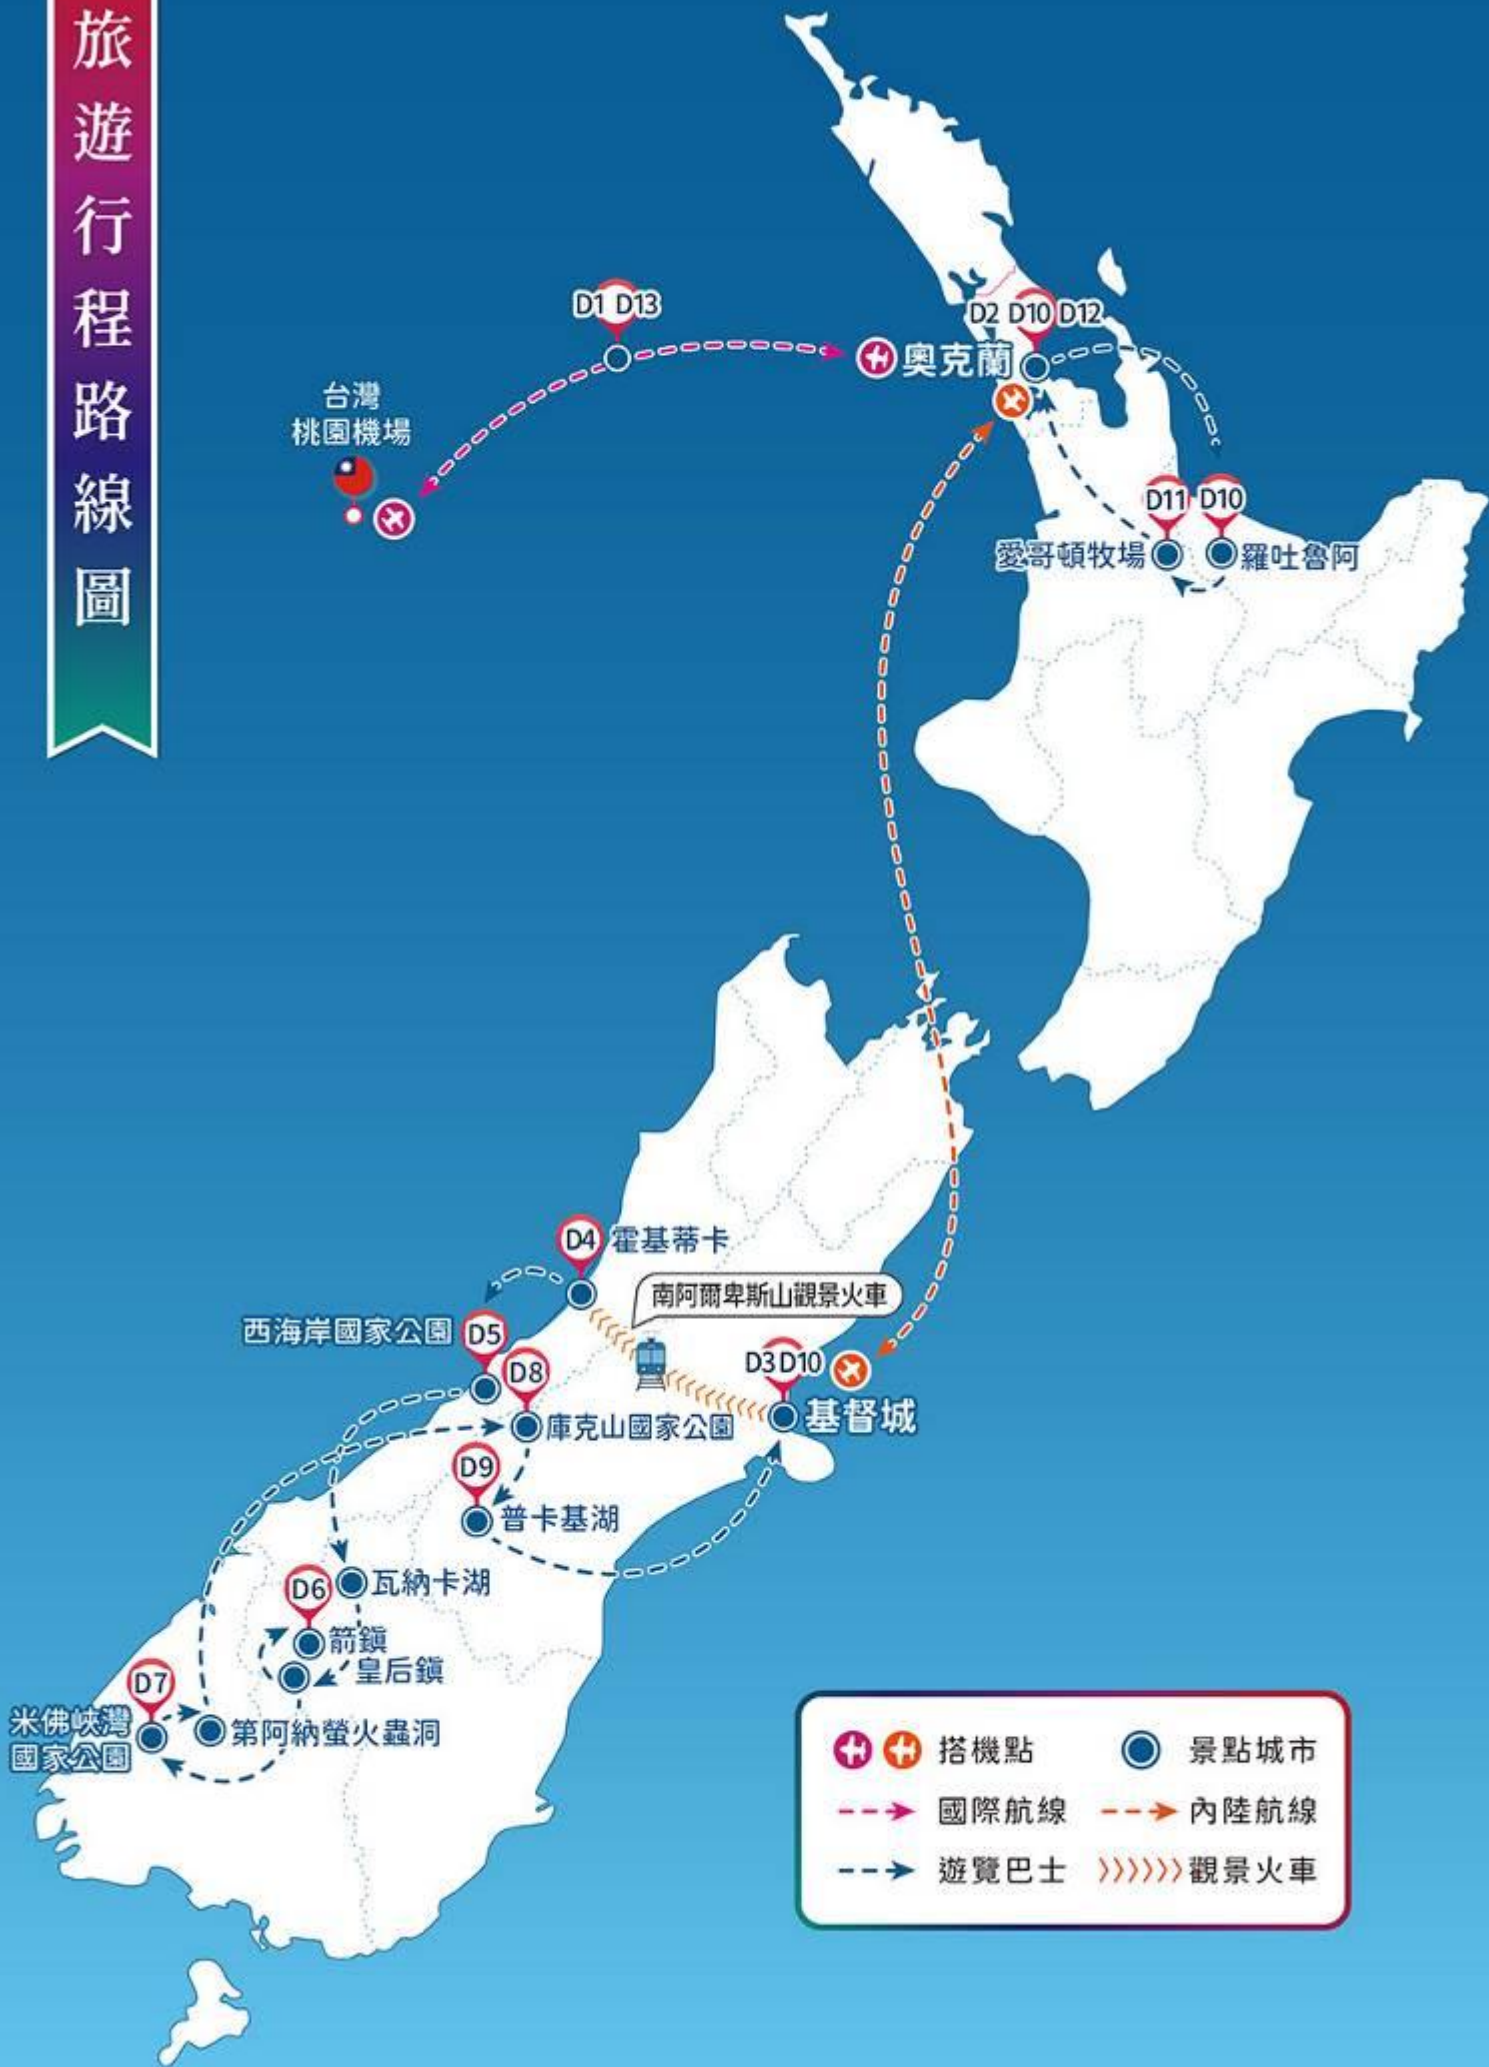 旅遊行程路線圖
D1 D13
台灣
桃園機場
D2 D10 D12
奧克蘭
D11 D10
愛哥頓牧場
羅吐魯阿
D4 霍基蒂卡
南阿爾卑斯山觀景火車
西海岸國家公園 D5
D8
庫克山國家公園
D3 D10
基督城
D9
普卡基湖
瓦納卡湖
D6
箭鎮
皇后鎮
D7
米佛峽灣
國家公園
第阿納螢火蟲洞
搭機點 景點城市
國際航線 內陸航線
遊覽巴士 觀景火車